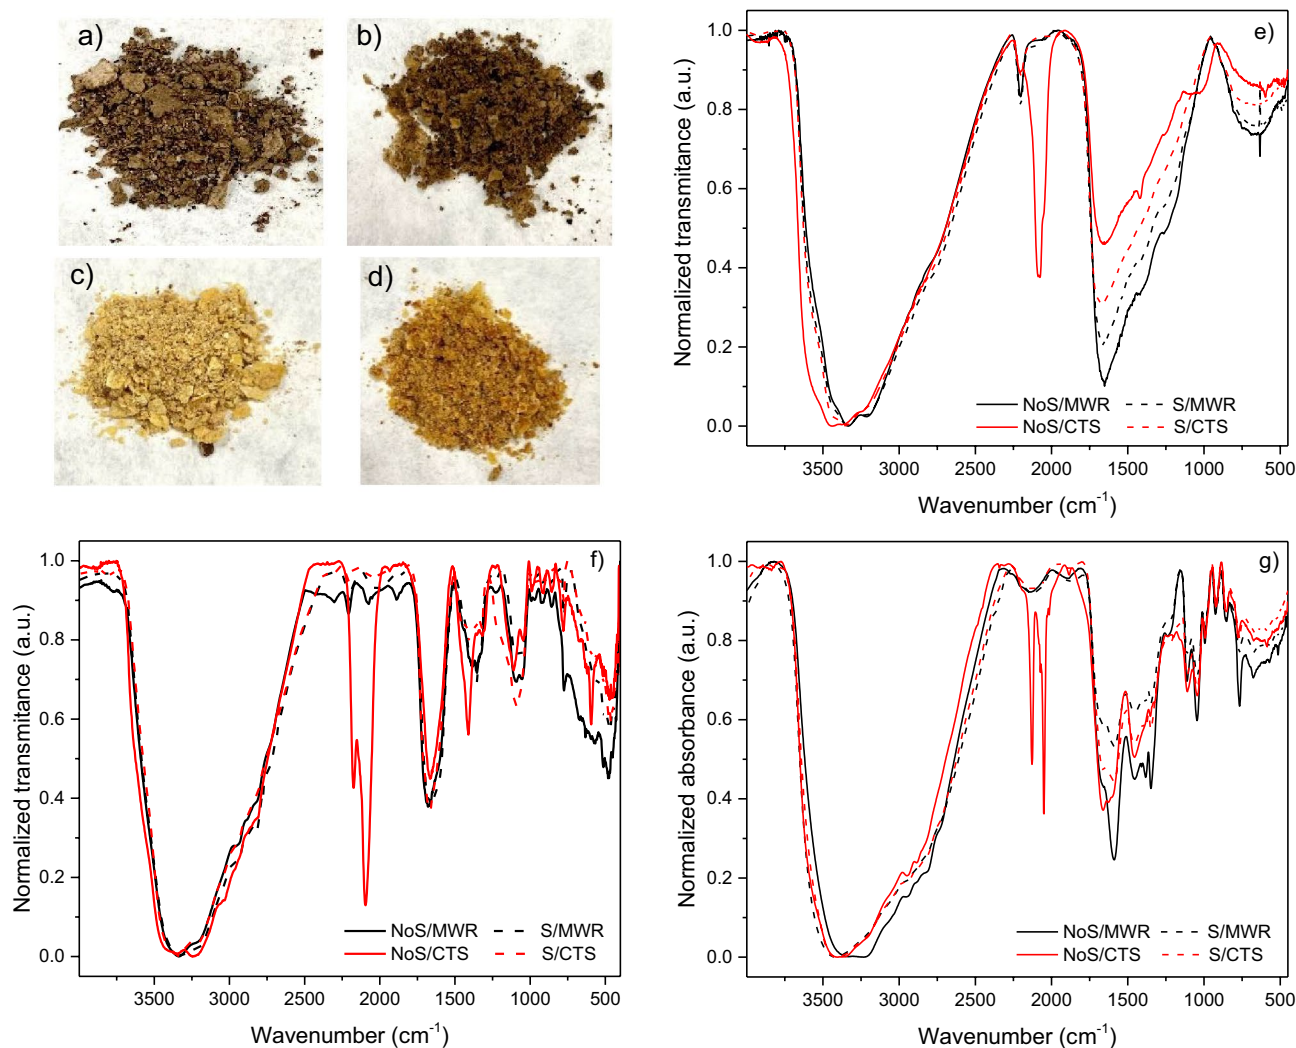 a)
b)
c)
d)
e)
1.0
0.8
0.6
0.4
0.2
0.0
Normalized transmitance (a.u.)
NoS/MWR
S/MWR
NoS/CTS
S/CTS
3500 3000 2500 2000 1500 1000 500
Wavenumber (cm⁻¹)
f)
1.0
0.8
0.6
0.4
0.2
0.0
Normalized transmitance (a.u.)
NoS/MWR
S/MWR
NoS/CTS
S/CTS
3500 3000 2500 2000 1500 1000 500
Wavenumber (cm⁻¹)
g)
1.0
0.8
0.6
0.4
0.2
0.0
Normalized absorbance (a.u.)
NoS/MWR
S/MWR
NoS/CTS
S/CTS
3500 3000 2500 2000 1500 1000 500
Wavenumber (cm⁻¹)